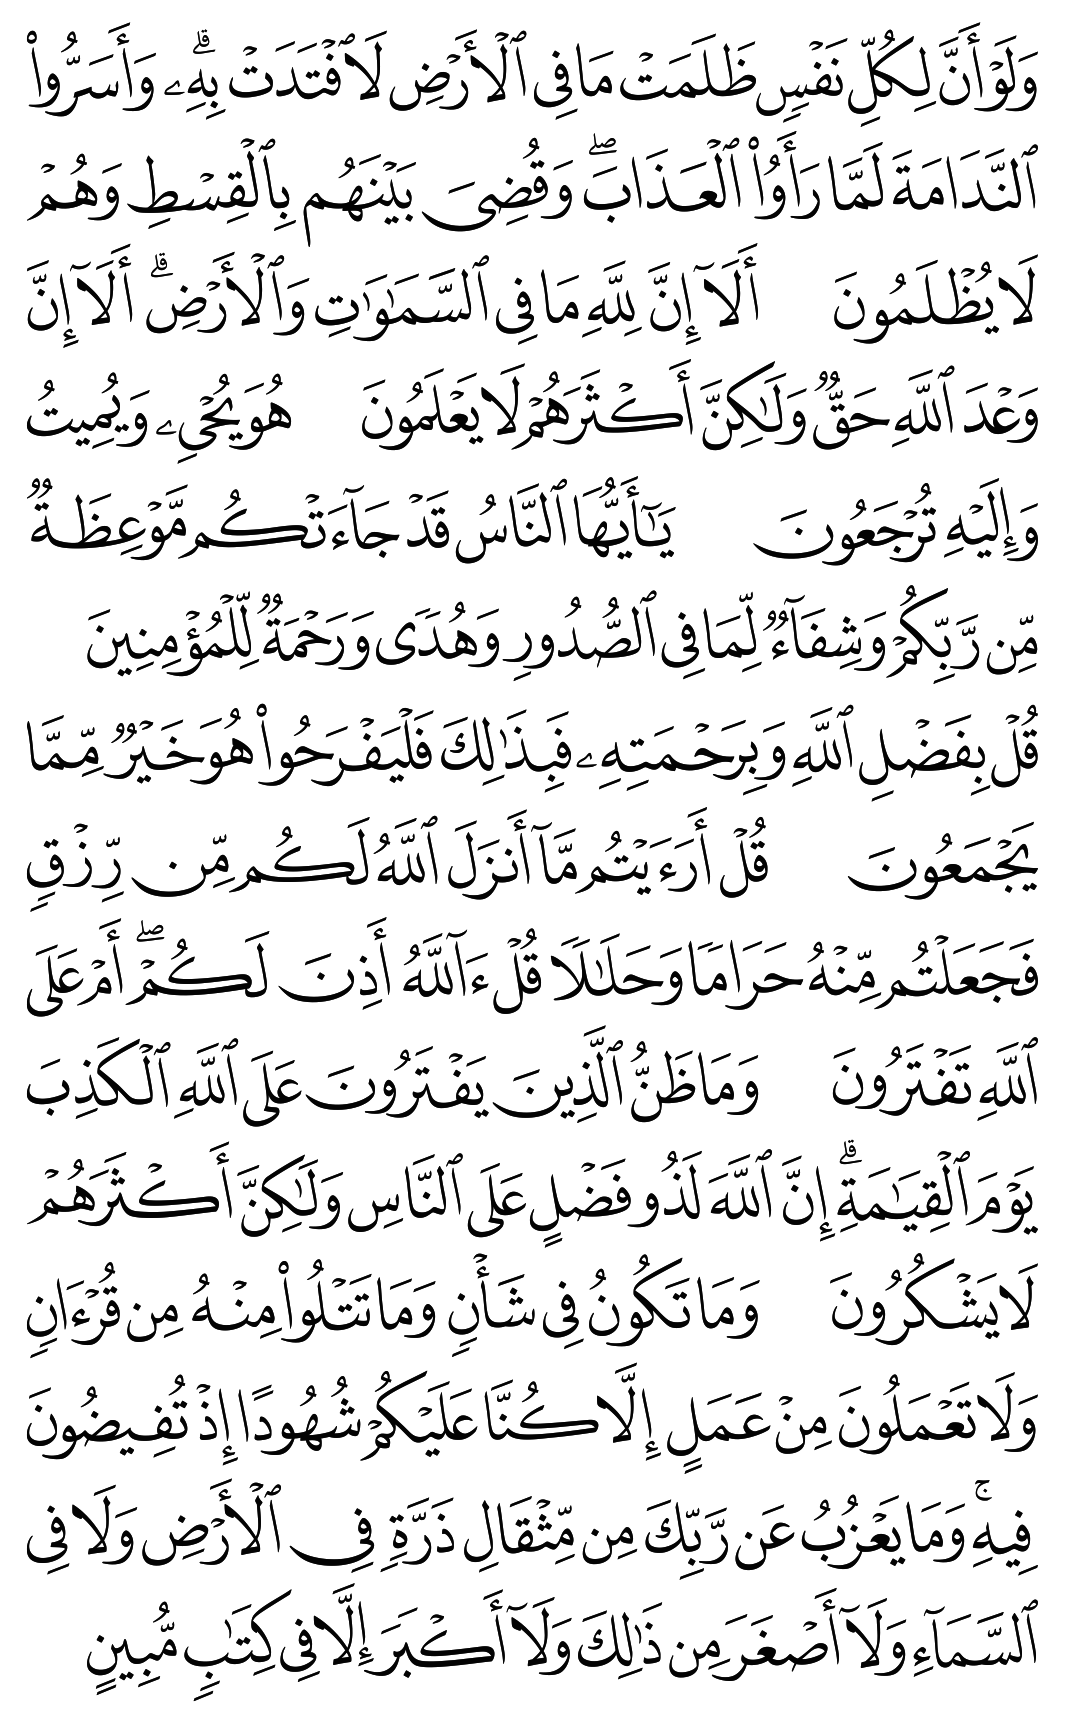 وَلَوْ أَنَّ لِكُلِّ نَفْسٍ ظَلَمَتْ مَا فِى ٱلْأَرْضِ لَٱفْتَدَتْ بِهِۦۗ وَأَسَرُّوا۟
ٱلنَّدَامَةَ لَمَّا رَأَوُا۟ ٱلْعَذَابَۖ وَقُضِىَ بَيْنَهُم بِٱلْقِسْطِ وَهُمْ
لَا يُظْلَمُونَ أَلَآ إِنَّ لِلَّهِ مَا فِى ٱلسَّمَٰوَٰتِ وَٱلْأَرْضِۗ أَلَآ إِنَّ
وَعْدَ ٱللَّهِ حَقٌّ وَلَٰكِنَّ أَكْثَرَهُمْ لَا يَعْلَمُونَ هُوَ يُحْىِۦ وَيُمِيتُ
وَإِلَيْهِ تُرْجَعُونَ يَٰٓأَيُّهَا ٱلنَّاسُ قَدْ جَآءَتْكُم مَّوْعِظَةٌ
مِّن رَّبِّكُمْ وَشِفَآءٌ لِّمَا فِى ٱلصُّدُورِ وَهُدًى وَرَحْمَةٌ لِّلْمُؤْمِنِينَ
قُلْ بِفَضْلِ ٱللَّهِ وَبِرَحْمَتِهِۦ فَبِذَٰلِكَ فَلْيَفْرَحُوا۟ هُوَ خَيْرٌ مِّمَّا
يَجْمَعُونَ قُلْ أَرَءَيْتُم مَّآ أَنزَلَ ٱللَّهُ لَكُم مِّن رِّزْقٍ
فَجَعَلْتُم مِّنْهُ حَرَامًا وَحَلَٰلًا قُلْ ءَآللَّهُ أَذِنَ لَكُمْۖ أَمْ عَلَى
ٱللَّهِ تَفْتَرُونَ وَمَا ظَنُّ ٱلَّذِينَ يَفْتَرُونَ عَلَى ٱللَّهِ ٱلْكَذِبَ
يَوْمَ ٱلْقِيَٰمَةِۗ إِنَّ ٱللَّهَ لَذُو فَضْلٍ عَلَى ٱلنَّاسِ وَلَٰكِنَّ أَكْثَرَهُمْ
لَا يَشْكُرُونَ وَمَا تَكُونُ فِى شَأْنٍ وَمَا تَتْلُوا۟ مِنْهُ مِن قُرْءَانٍ
وَلَا تَعْمَلُونَ مِنْ عَمَلٍ إِلَّا كُنَّا عَلَيْكُمْ شُهُودًا إِذْ تُفِيضُونَ
فِيهِۚ وَمَا يَعْزُبُ عَن رَّبِّكَ مِن مِّثْقَالِ ذَرَّةٍ فِى ٱلْأَرْضِ وَلَا فِى
ٱلسَّمَآءِ وَلَآ أَصْغَرَ مِن ذَٰلِكَ وَلَآ أَكْبَرَ إِلَّا فِى كِتَٰبٍ مُّبِينٍ